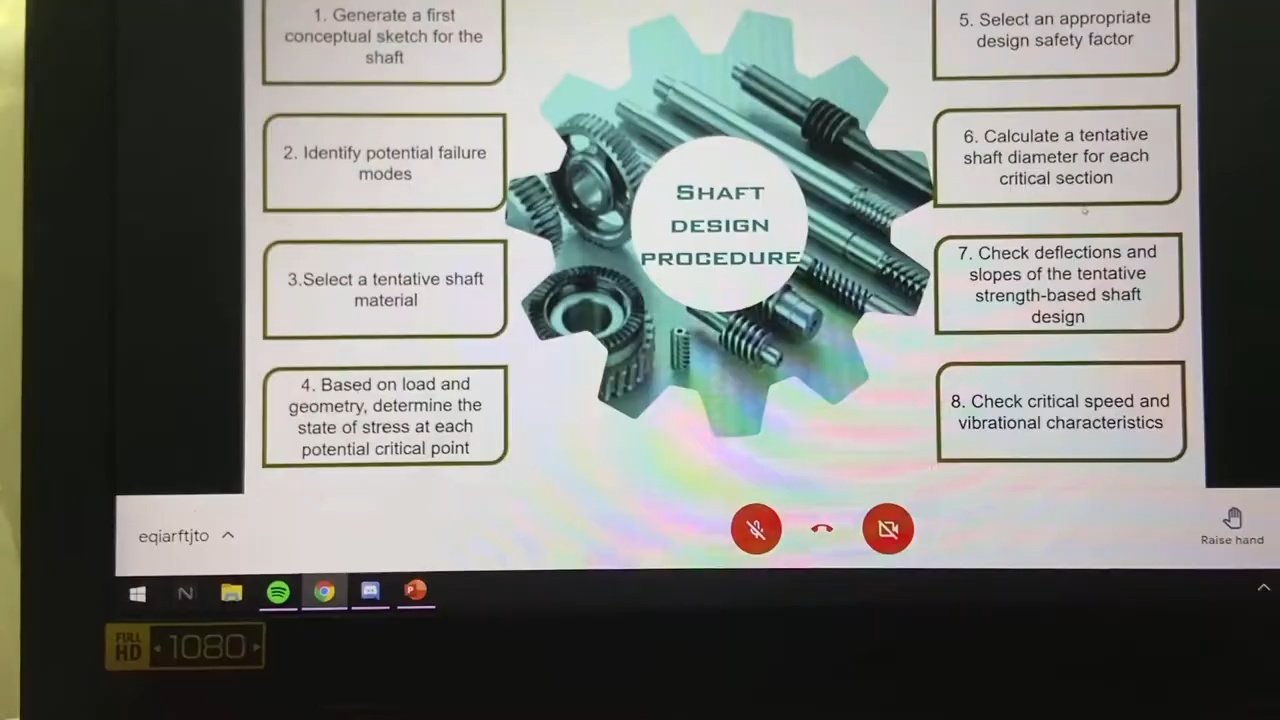 1. Generate a first
conceptual sketch for the
shaft
2. Identify potential failure
modes
3.Select a tentative shaft
material
4. Based on load and
geometry, determine the
state of stress at each
potential critical point
SHAFT
DESIGN
PROCEDURE
5. Select an appropriate
design safety factor
6. Calculate a tentative
shaft diameter for each
critical section
7. Check deflections and
slopes of the tentative
strength-based shaft
design
8. Check critical speed and
vibrational characteristics
eqiarftjto
Raise hand
N
P
FULL
HD
1080